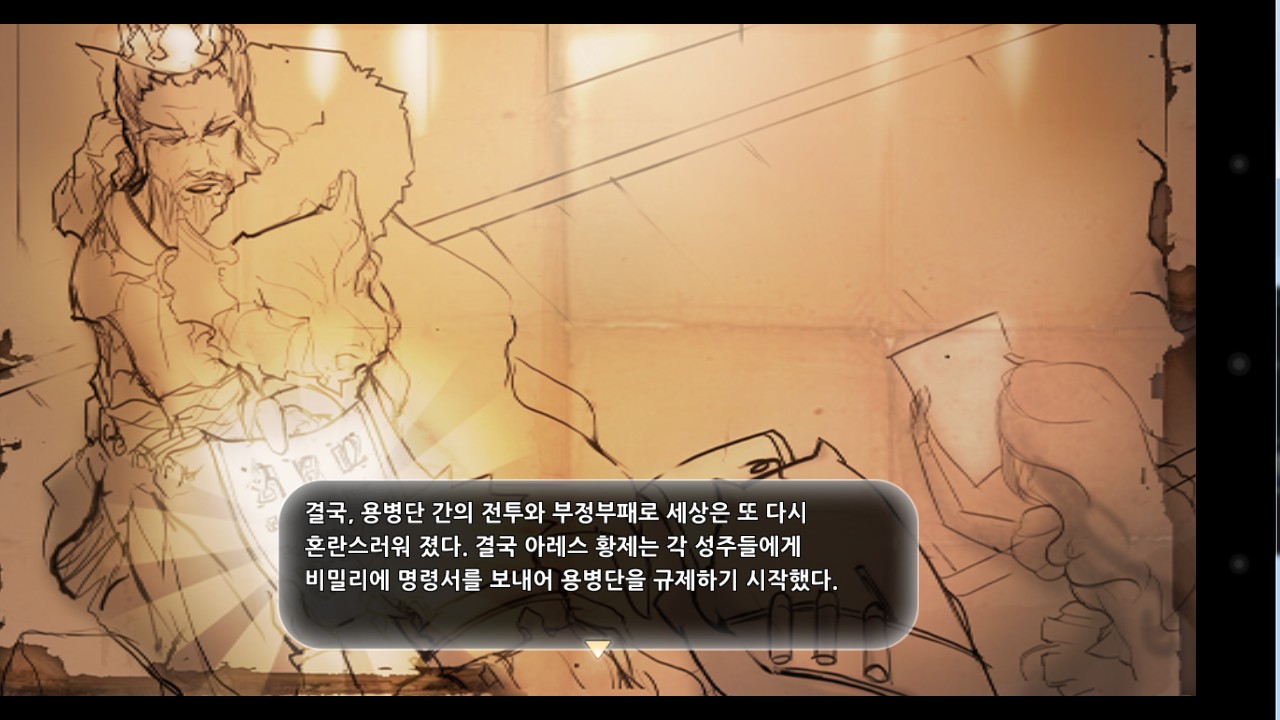 결국, 용병단 간의 전투와 부정부패로 세상은 또 다시
혼란스러워 졌다. 결국 아레스 황제는 각 성주들에게
비밀리에 명령서를 보내어 용병단을 규제하기 시작했다.